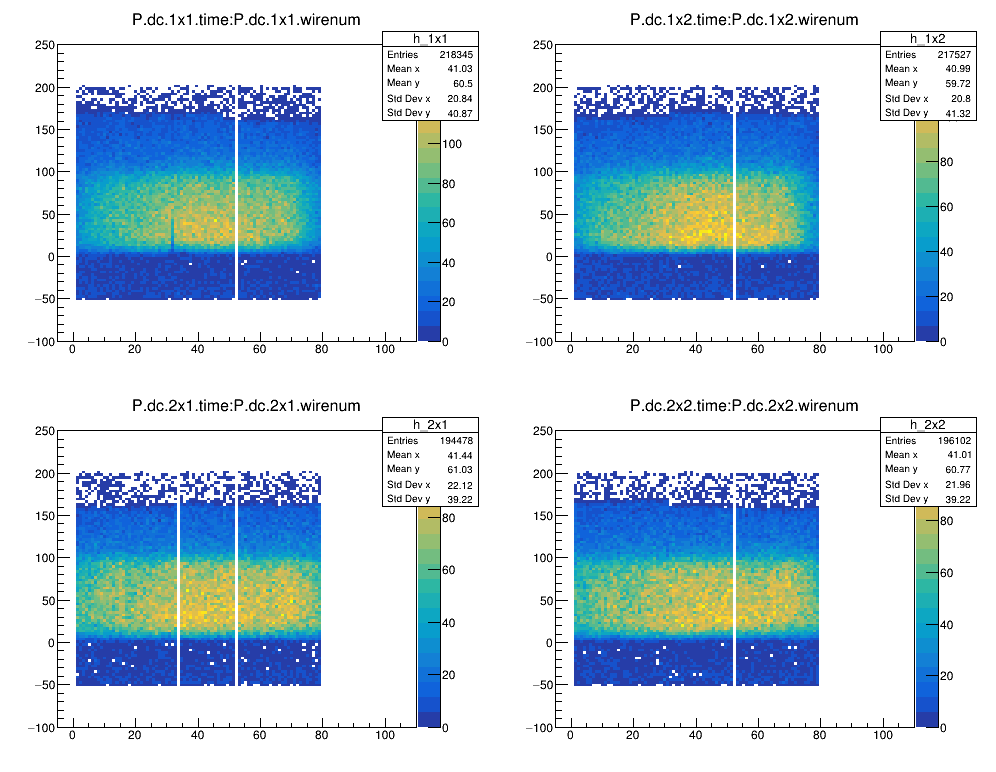 P.dc.1x1.time:P.dc.1x1.wirenum
h_1x1
Entries 218345
Mean x 41.03
Mean y 60.5
Std Dev x 20.84
Std Dev y 40.87
250
200
150
100
50
0
−50
−100
0 20 40 60 80 100
100
80
60
40
20
0
P.dc.1x2.time:P.dc.1x2.wirenum
h_1x2
Entries 217527
Mean x 40.99
Mean y 59.72
Std Dev x 20.8
Std Dev y 41.32
250
200
150
100
50
0
−50
−100
0 20 40 60 80 100
80
60
40
20
0
P.dc.2x1.time:P.dc.2x1.wirenum
h_2x1
Entries 194478
Mean x 41.44
Mean y 61.03
Std Dev x 22.12
Std Dev y 39.22
250
200
150
100
50
0
−50
−100
0 20 40 60 80 100
80
60
40
20
0
P.dc.2x2.time:P.dc.2x2.wirenum
h_2x2
Entries 196102
Mean x 41.01
Mean y 60.77
Std Dev x 21.96
Std Dev y 39.22
250
200
150
100
50
0
−50
−100
0 20 40 60 80 100
80
60
40
20
0